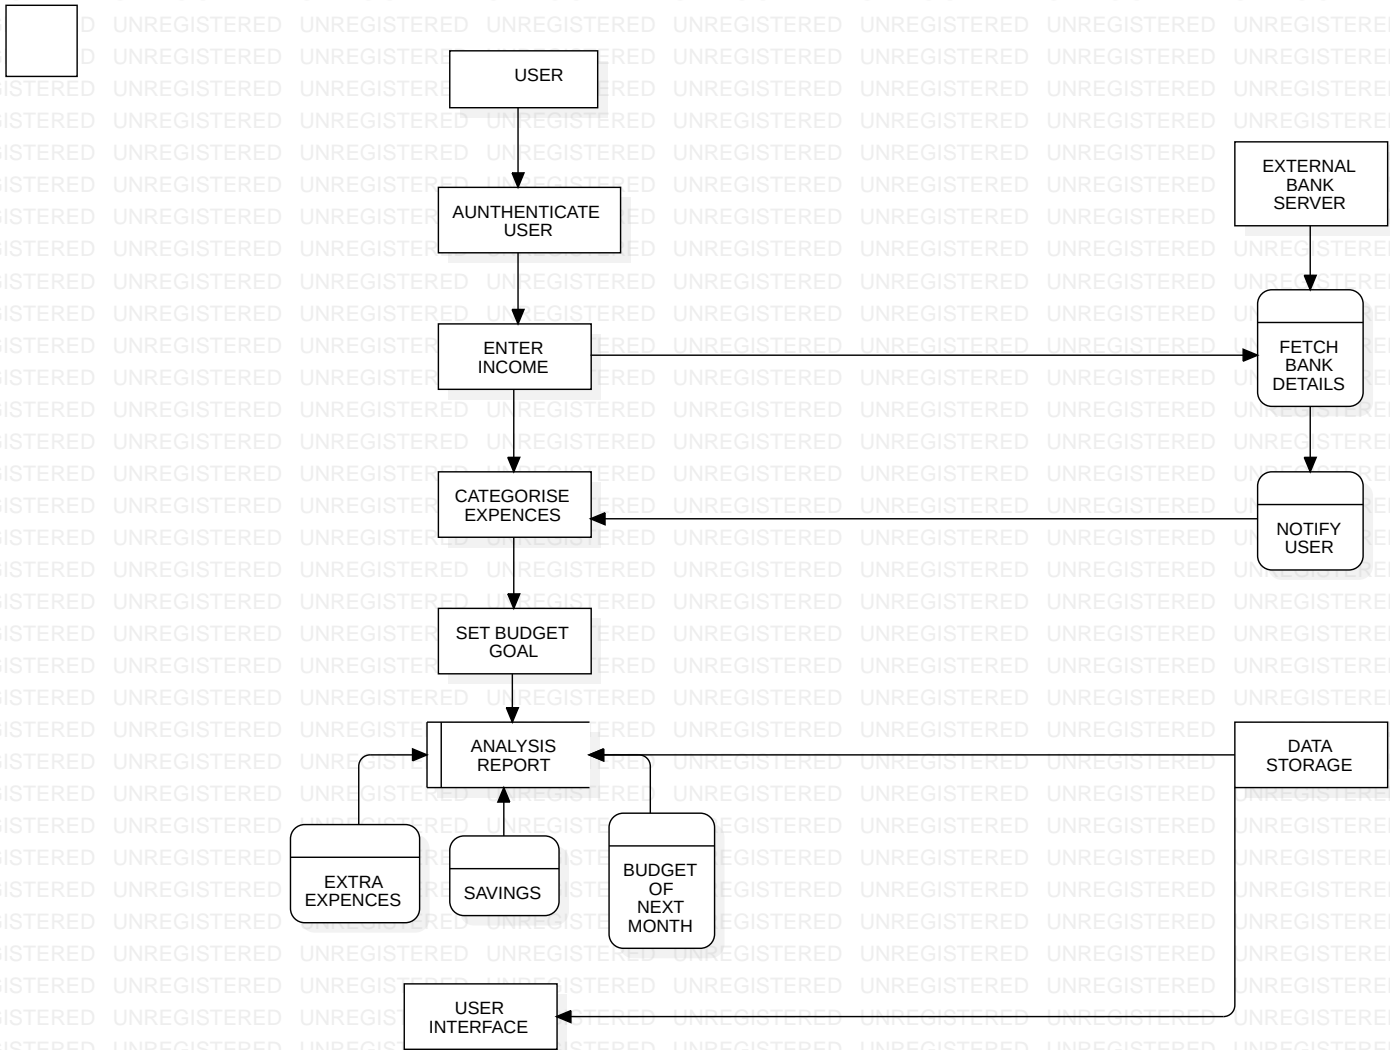 USER
AUNTHENTICATE
USER
EXTERNAL
BANK
SERVER
ENTER
INCOME
FETCH
BANK
DETAILS
CATEGORISE
EXPENCES
NOTIFY
USER
SET BUDGET
GOAL
ANALYSIS
REPORT
DATA
STORAGE
EXTRA
EXPENCES
SAVINGS
BUDGET
OF
NEXT
MONTH
USER
INTERFACE
UNREGISTERED